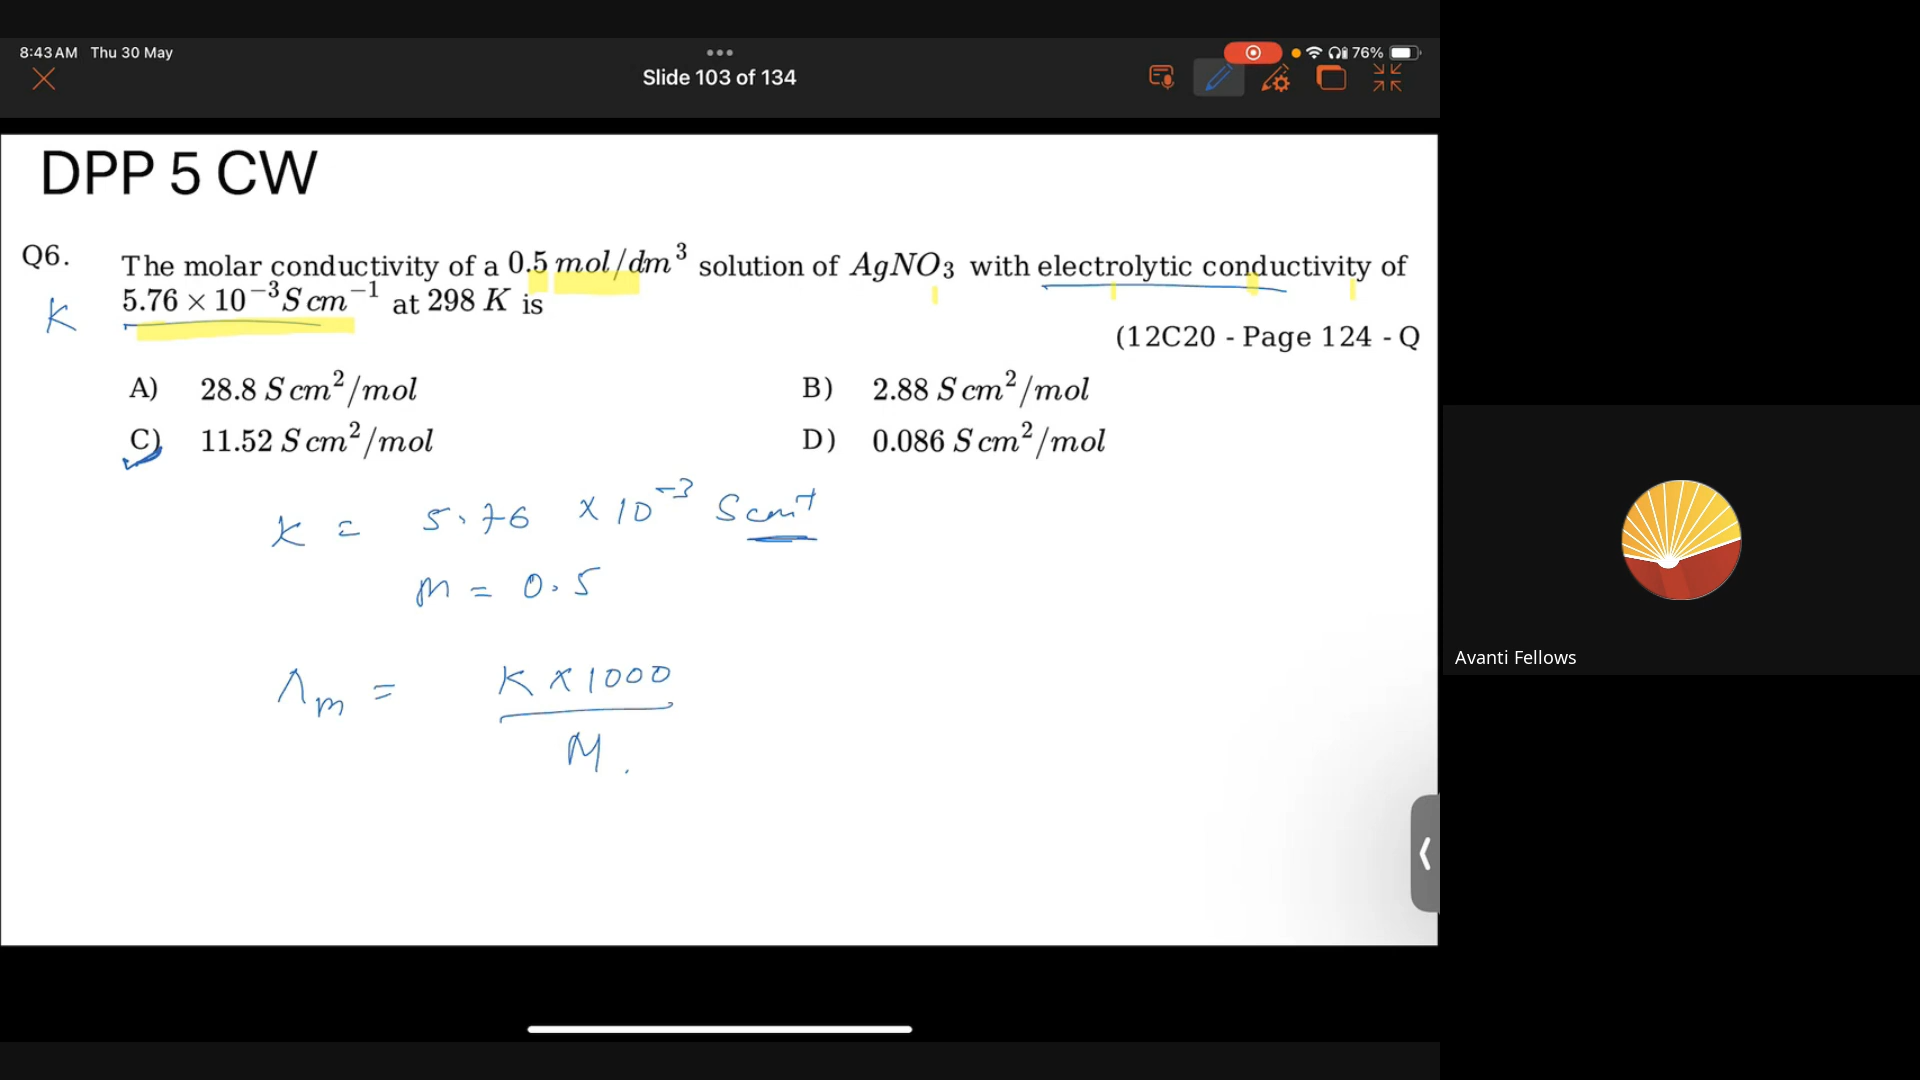 8:43 AM Thu 30 May
76%
Slide 103 of 134
DPP 5 CW
Q6. The molar conductivity of a 0.5 mol/dm³ solution of AgNO₃ with electrolytic conductivity of
5.76 × 10⁻³ S cm⁻¹ at 298 K is
K
(12C20 - Page 124 - Q
A) 28.8 S cm²/mol B) 2.88 S cm²/mol
C) 11.52 S cm²/mol D) 0.086 S cm²/mol
K = 5.76 × 10⁻³ S cm⁻¹
m = 0.5
Λm = K × 1000
M.
Avanti Fellows